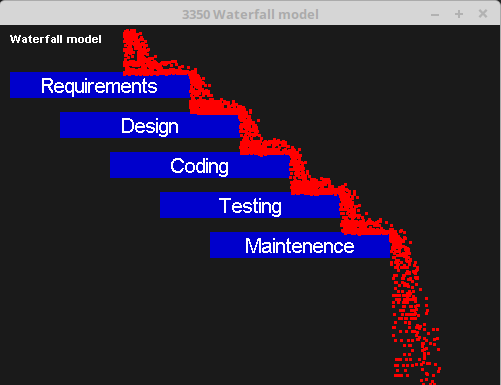 3350 Waterfall model
Waterfall model
Requirements
Design
Coding
Testing
Maintenence